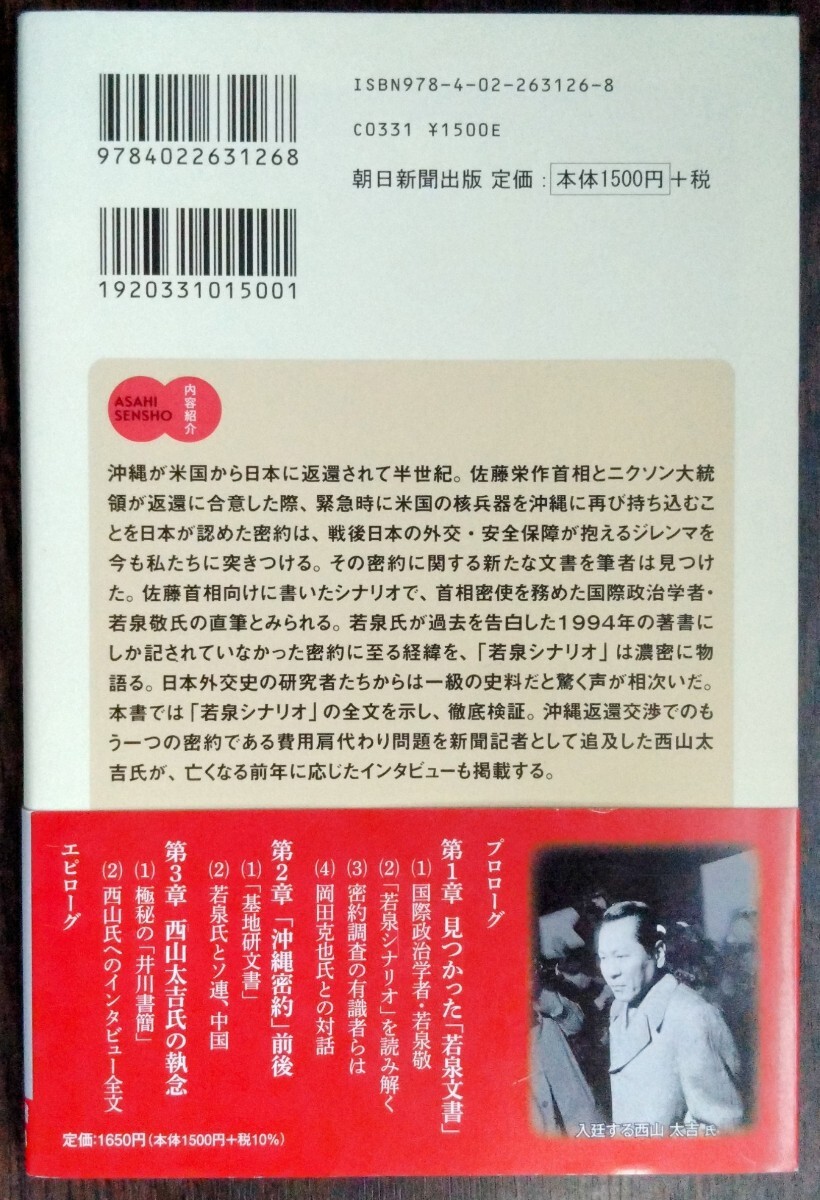 ISBN978-4-02-263126-8
C0331 ¥1500E
9784022631268
朝日新聞出版 定価：本体1500円＋税
1920331015001
ASAHI
SENSHO
内容紹介
沖縄が米国から日本に返還されて半世紀。佐藤栄作首相とニクソン大統
領が返還に合意した際、緊急時に米国の核兵器を沖縄に再び持ち込むこ
とを日本が認めた密約は、戦後日本の外交・安全保障が抱えるジレンマを
今も私たちに突きつける。その密約に関する新たな文書を筆者は見つけ
た。佐藤首相向けに書いたシナリオで、首相密使を務めた国際政治学者・
若泉敬氏の直筆とみられる。若泉氏が過去を告白した1994年の著書に
しか記されていなかった密約に至る経緯を、「若泉シナリオ」は濃密に物
語る。日本外交史の研究者たちからは一級の史料だと驚く声が相次いだ。
本書では「若泉シナリオ」の全文を示し、徹底検証。沖縄返還交渉でのも
う一つの密約である費用肩代わり問題を新聞記者として追及した西山太
吉氏が、亡くなる前年に応じたインタビューも掲載する。
プロローグ
第1章 見つかった「若泉文書」
(1)国際政治学者・若泉敬
(2)「若泉シナリオ」を読み解く
(3)密約調査の有識者らは
(4)岡田克也氏との対話
第2章「沖縄密約」前後
(1)「基地研文書」
(2)若泉氏とソ連、中国
第3章 西山太吉氏の執念
(1)極秘の「井川書簡」
(2)西山氏へのインタビュー全文
エピローグ
入廷する西山 太吉 氏
定価:1650円(本体1500円+税10%)